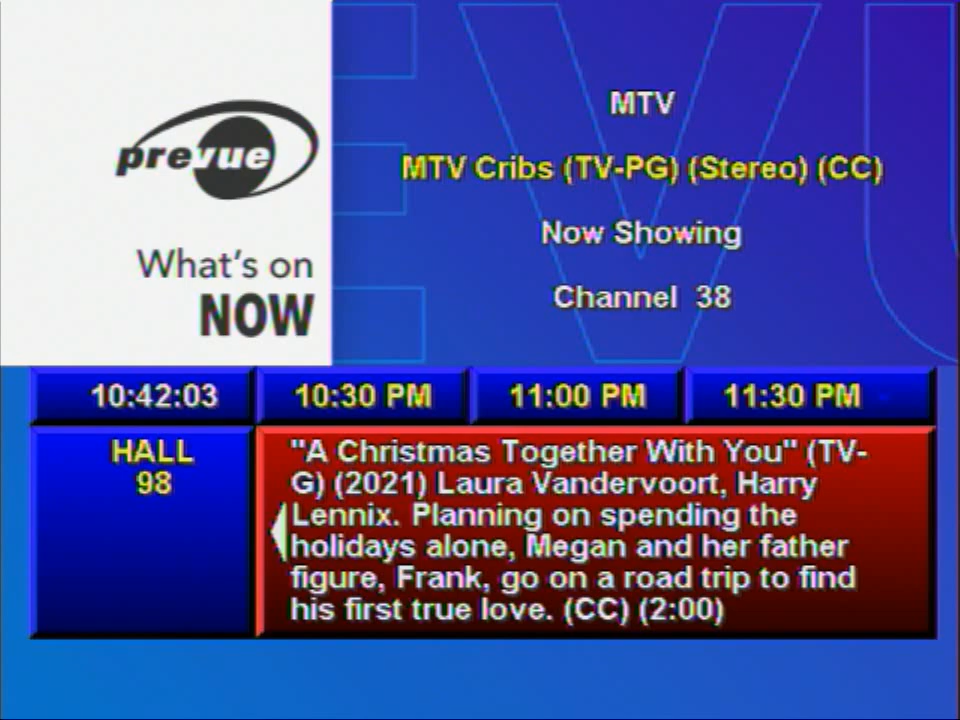 prevue
What's on
NOW
MTV
MTV Cribs (TV-PG) (Stereo) (CC)
Now Showing
Channel 38
10:42:03
10:30 PM
11:00 PM
11:30 PM
HALL
98
"A Christmas Together With You" (TV-
G) (2021) Laura Vandervoort, Harry
Lennix. Planning on spending the
holidays alone, Megan and her father
figure, Frank, go on a road trip to find
his first true love. (CC) (2:00)